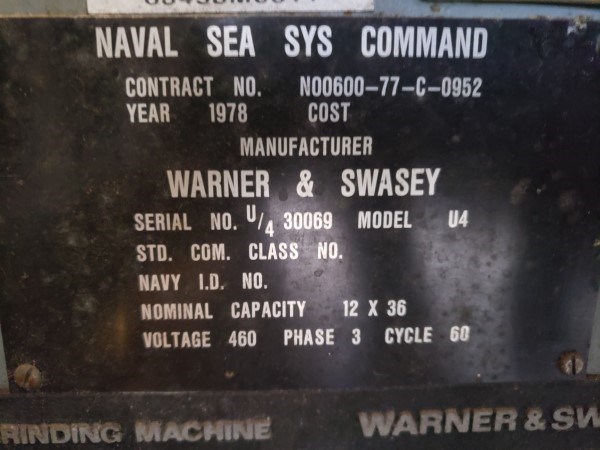 NAVAL SEA SYS COMMAND
CONTRACT NO. N00600-77-C-0952
YEAR 1978 COST
MANUFACTURER
WARNER & SWASEY
SERIAL NO. U/4 30069 MODEL U4
STD. COM. CLASS NO.
NAVY I.D. NO.
NOMINAL CAPACITY 12 X 36
VOLTAGE 460 PHASE 3 CYCLE 60
RINDING MACHINE WARNER & SW